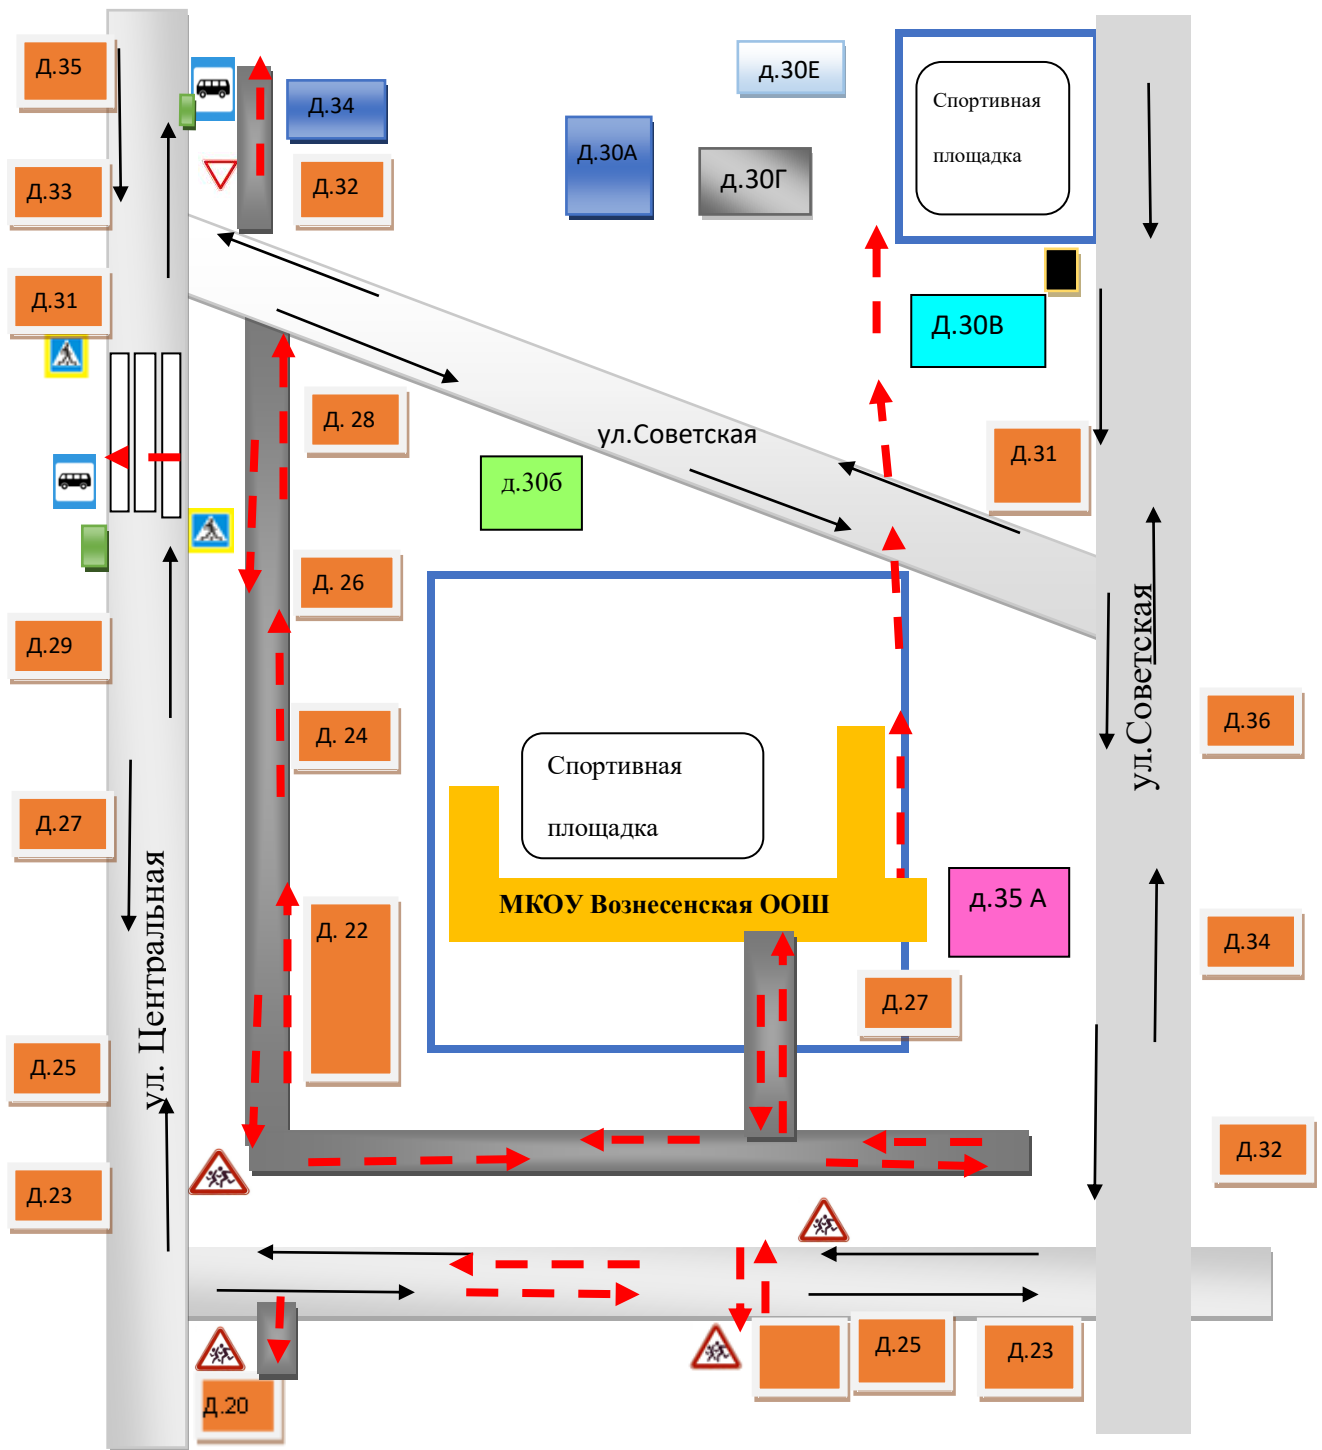 Д.35
Д.34
д.30Е
Спортивная
площадка
Д.33
Д.32
Д.30А
д.30Г
Д.31
Д.30В
Д. 28
ул.Советская
Д.31
д.30б
Д. 26
Д.29
Д. 24
Спортивная
площадка
ул.Советская
Д.36
Д.27
ул. Центральная
Д. 22
МКОУ Вознесенская ООШ
д.35 А
Д.34
Д.27
Д.25
Д.32
Д.23
Д.25
Д.23
Д.20